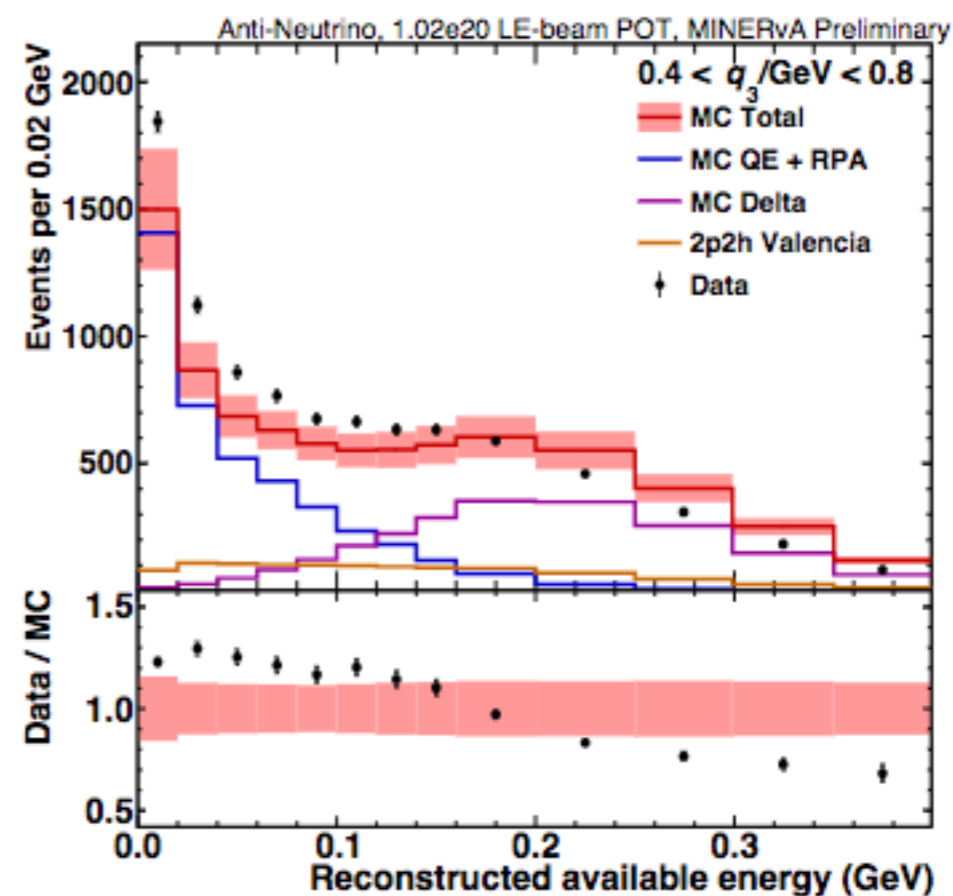 Anti-Neutrino, 1.02e20 LE-beam POT, MINERvA Preliminary
0.4 < q3/GeV < 0.8
MC Total
MC QE + RPA
MC Delta
2p2h Valencia
Data
Events per 0.02 GeV
2000
1500
1000
500
Data / MC
1.5
1.0
0.5
0.0 0.1 0.2 0.3
Reconstructed available energy (GeV)